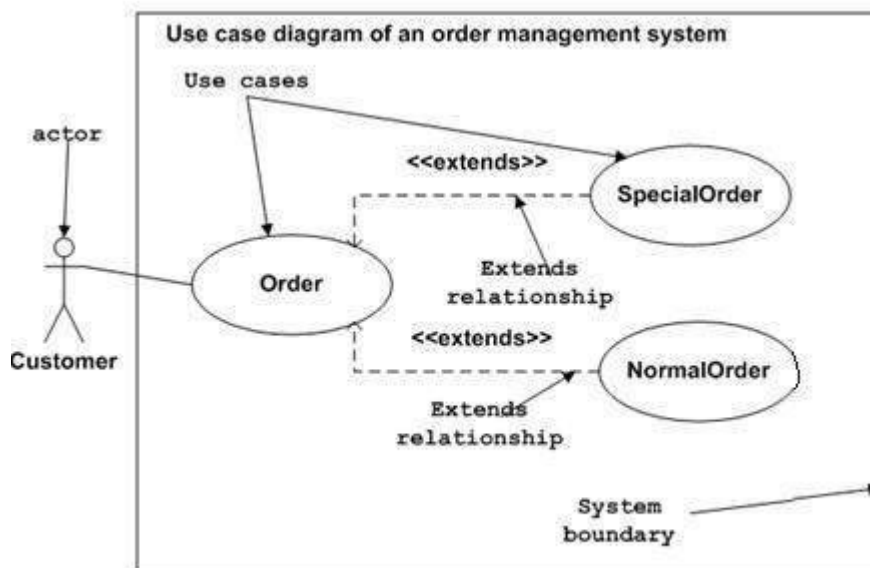 Use case diagram of an order management system
Use cases
actor
<<extends>>
SpecialOrder
Order
Extends
relationship
<<extends>>
Customer
NormalOrder
Extends
relationship
System
boundary